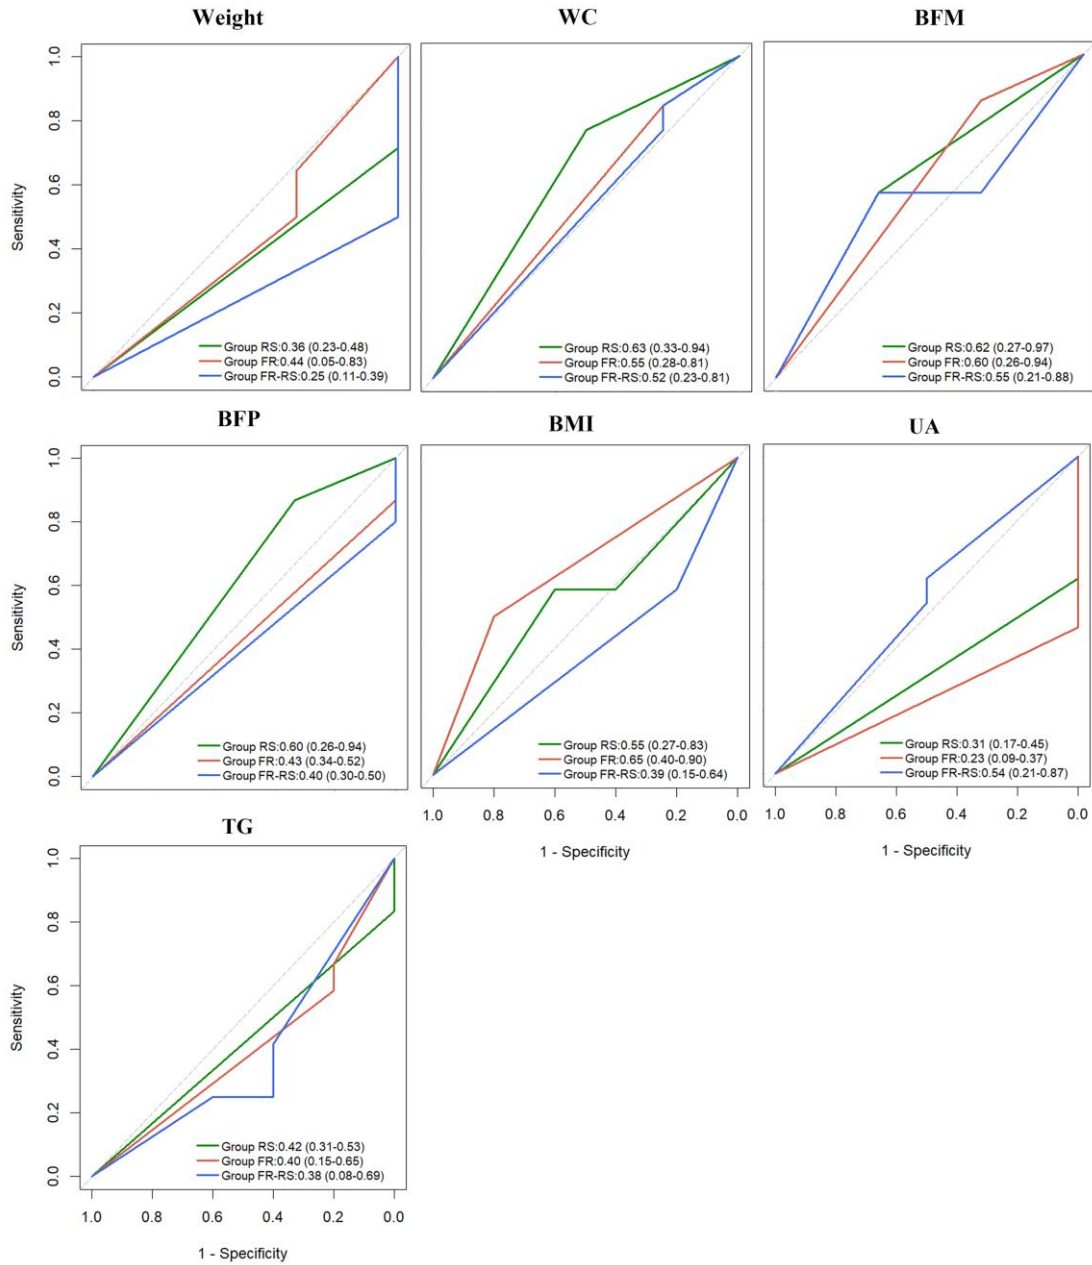 Weight
WC
BFM
Sensitivity
1.0
0.8
0.6
0.4
0.2
0.0
Group RS:0.36 (0.23-0.48)
Group FR:0.44 (0.05-0.83)
Group FR-RS:0.25 (0.11-0.39)
Group RS:0.63 (0.33-0.94)
Group FR:0.55 (0.28-0.81)
Group FR-RS:0.52 (0.23-0.81)
Group RS:0.62 (0.27-0.97)
Group FR:0.60 (0.26-0.94)
Group FR-RS:0.55 (0.21-0.88)
BFP
BMI
UA
Sensitivity
1.0
0.8
0.6
0.4
0.2
0.0
Group RS:0.60 (0.26-0.94)
Group FR:0.43 (0.34-0.52)
Group FR-RS:0.40 (0.30-0.50)
Group RS:0.55 (0.27-0.83)
Group FR:0.65 (0.40-0.90)
Group FR-RS:0.39 (0.15-0.64)
1.0 0.8 0.6 0.4 0.2 0.0
1 - Specificity
Group RS:0.31 (0.17-0.45)
Group FR:0.23 (0.09-0.37)
Group FR-RS:0.54 (0.21-0.87)
1.0 0.8 0.6 0.4 0.2 0.0
1 - Specificity
TG
Sensitivity
1.0
0.8
0.6
0.4
0.2
0.0
Group RS:0.42 (0.31-0.53)
Group FR:0.40 (0.15-0.65)
Group FR-RS:0.38 (0.08-0.69)
1.0 0.8 0.6 0.4 0.2 0.0
1 - Specificity